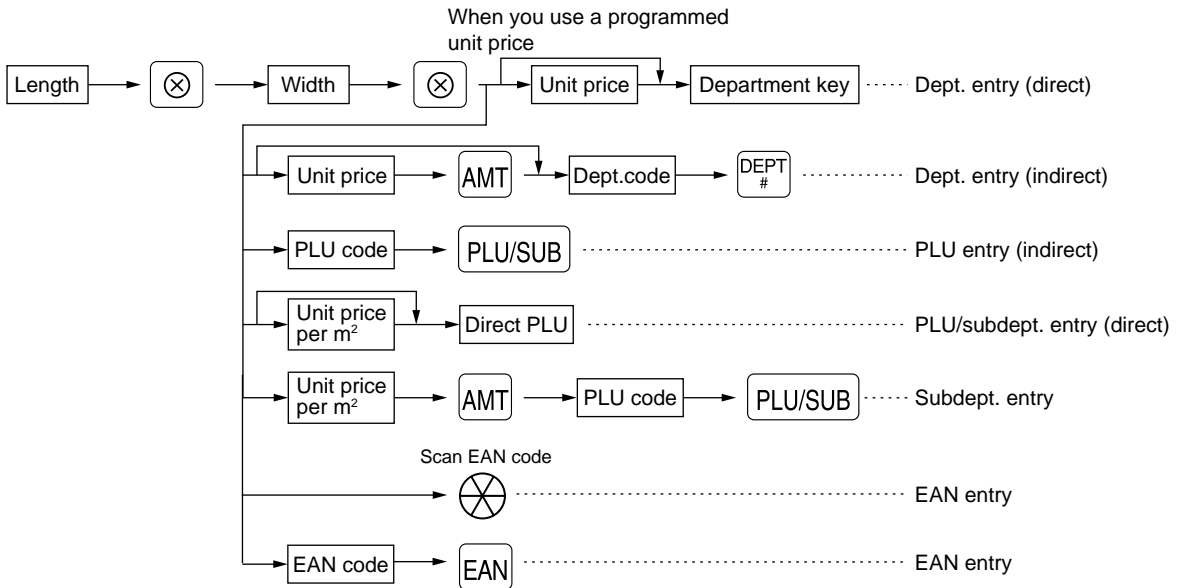 When you use a programmed
unit price
Length ⊗ Width ⊗ Unit price Department key Dept. entry (direct)
Unit price AMT Dept.code DEPT # Dept. entry (indirect)
PLU code PLU/SUB PLU entry (indirect)
Unit price per m² Direct PLU PLU/subdept. entry (direct)
Unit price per m² AMT PLU code PLU/SUB Subdept. entry
Scan EAN code
EAN entry
EAN code EAN EAN entry